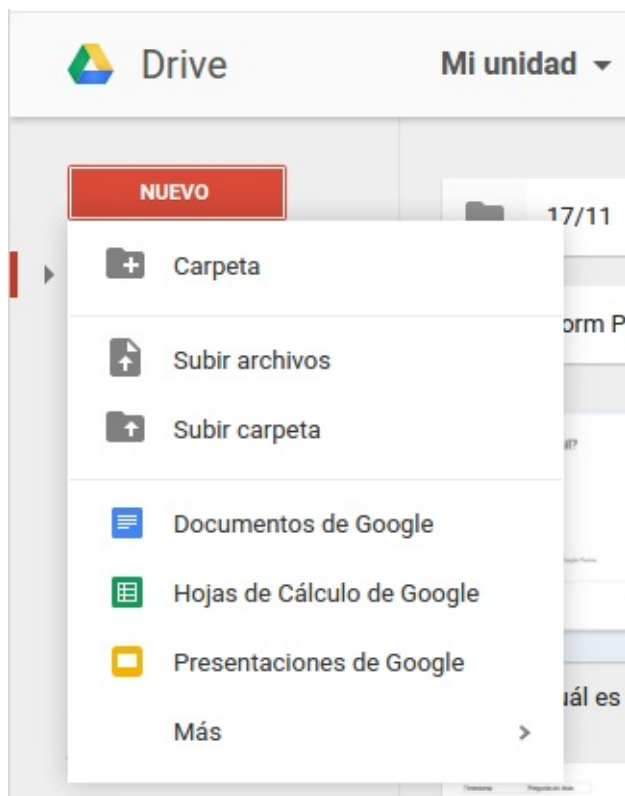 Drive
Mi unidad
NUEVO
17/11
Carpeta
orm P
Subir archivos
Subir carpeta
Documentos de Google
Hojas de Cálculo de Google
Presentaciones de Google
uál es
Más